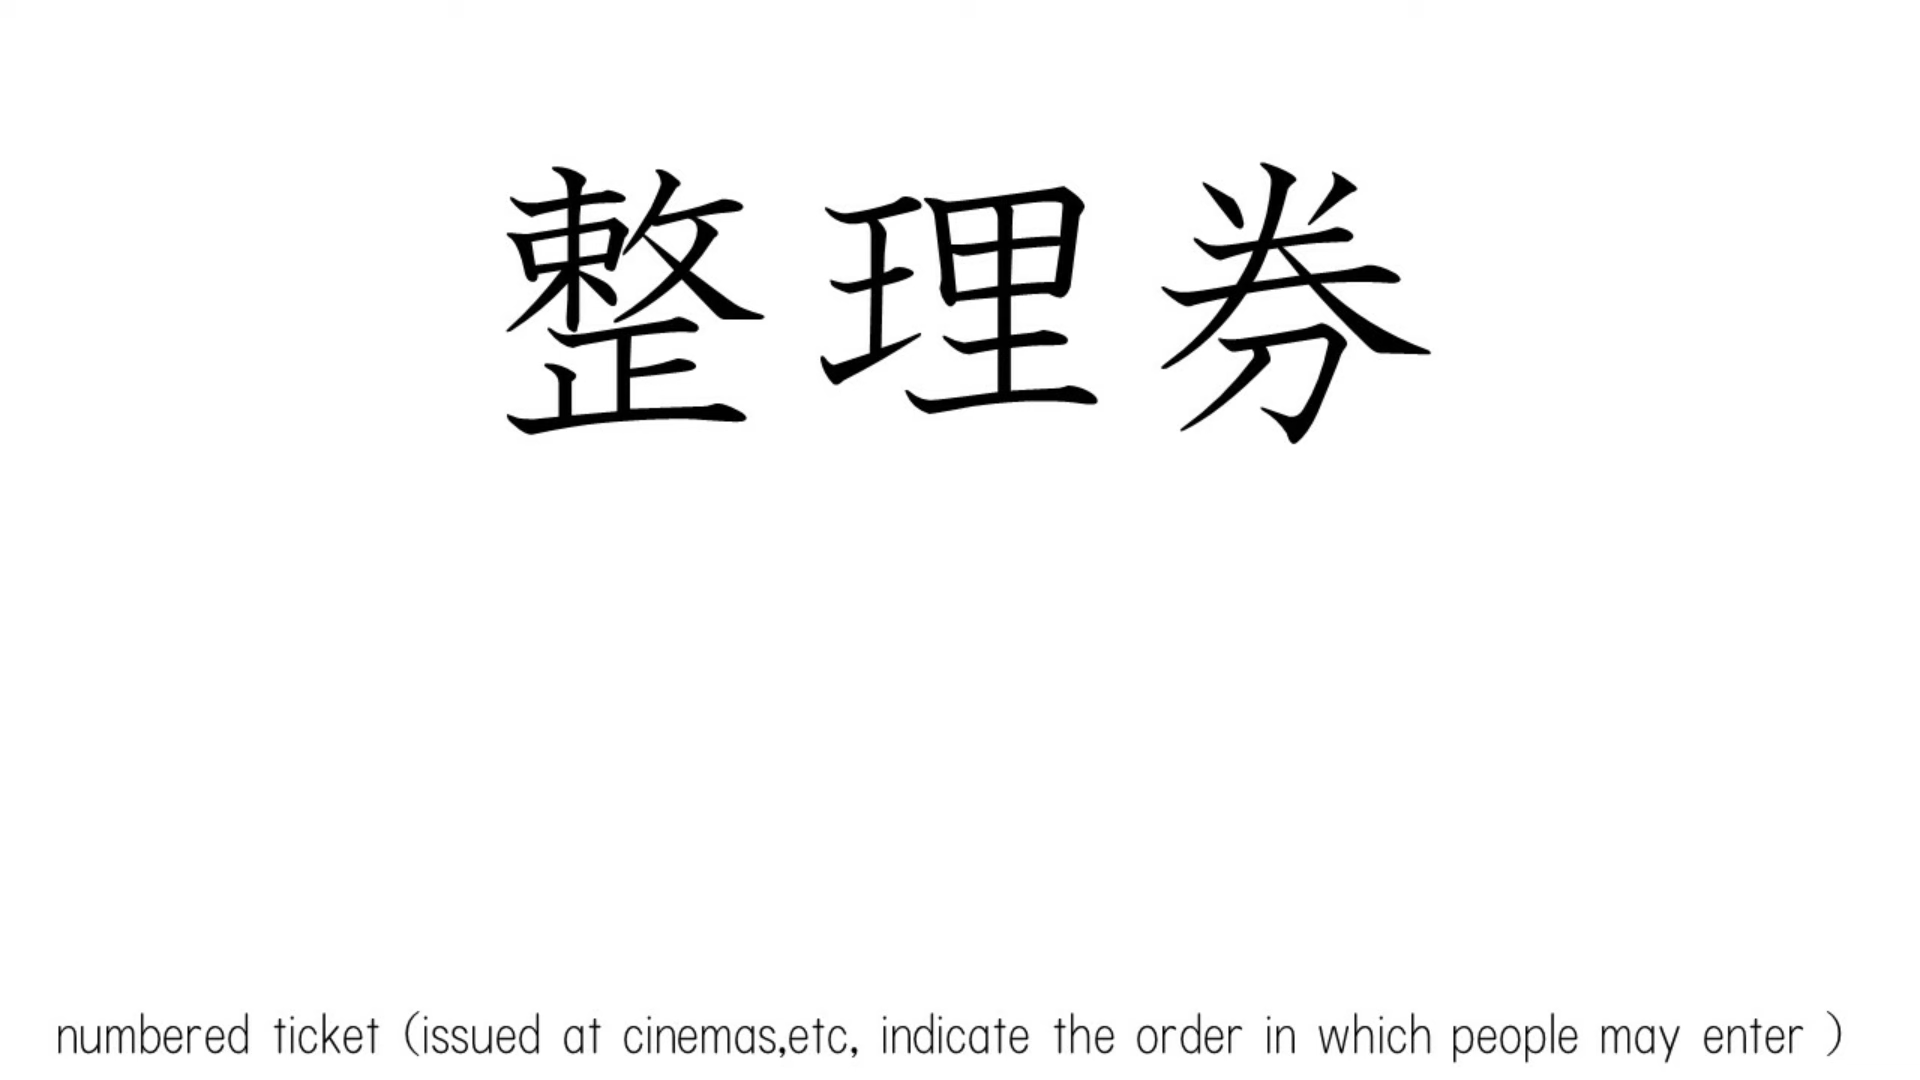 整理券
numbered ticket (issued at cinemas,etc, indicate the order in which people may enter )